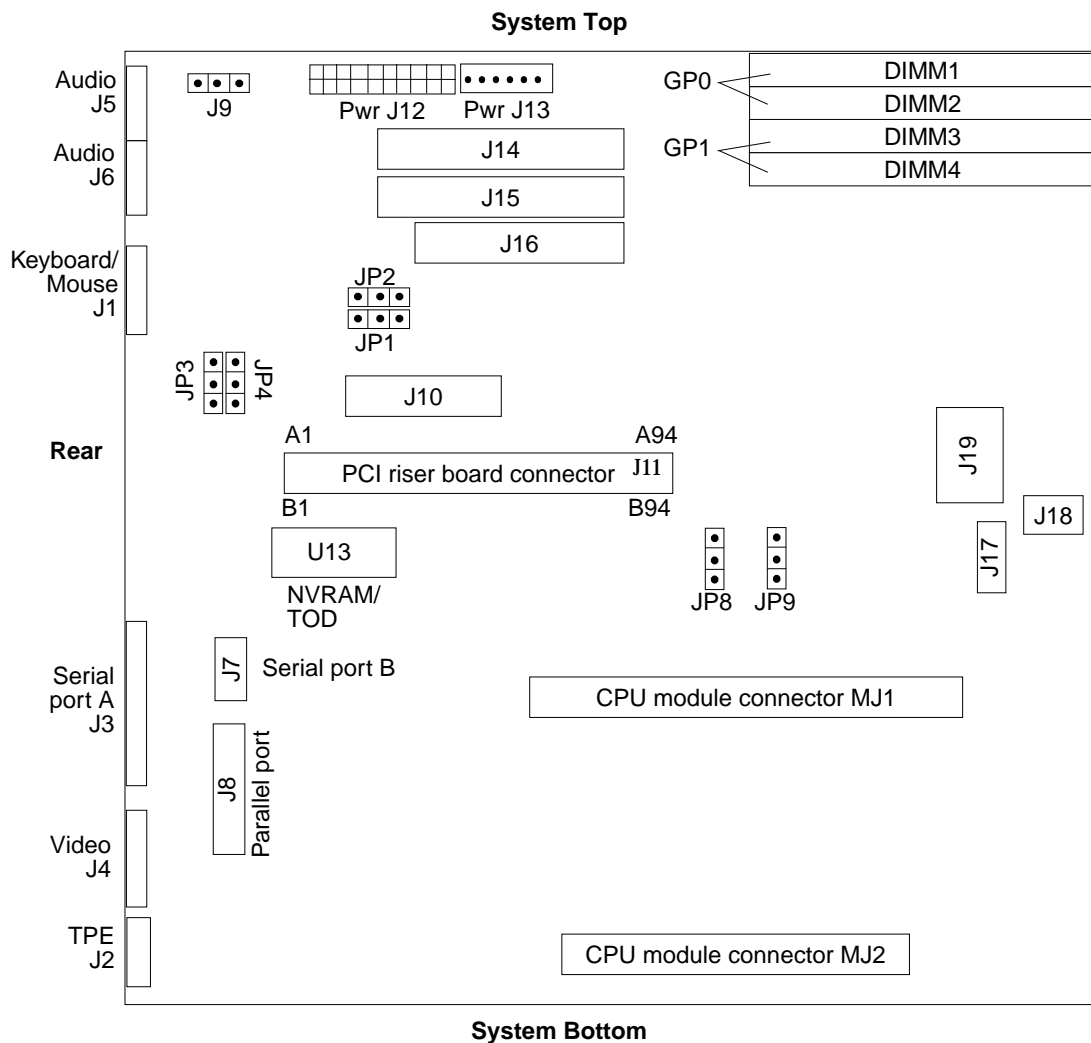 System Top
Audio
J5
J9
Pwr J12
Pwr J13
GP0
DIMM1
DIMM2
GP1
DIMM3
DIMM4
Audio
J6
J14
J15
J16
Keyboard/
Mouse
J1
JP2
JP1
JP3
JP4
J10
Rear
A1
A94
PCI riser board connector
J11
B1
B94
J19
J18
J17
U13
NVRAM/
TOD
JP8
JP9
Serial
port A
J3
J7
Serial port B
CPU module connector MJ1
J8
Parallel port
Video
J4
TPE
J2
CPU module connector MJ2
System Bottom